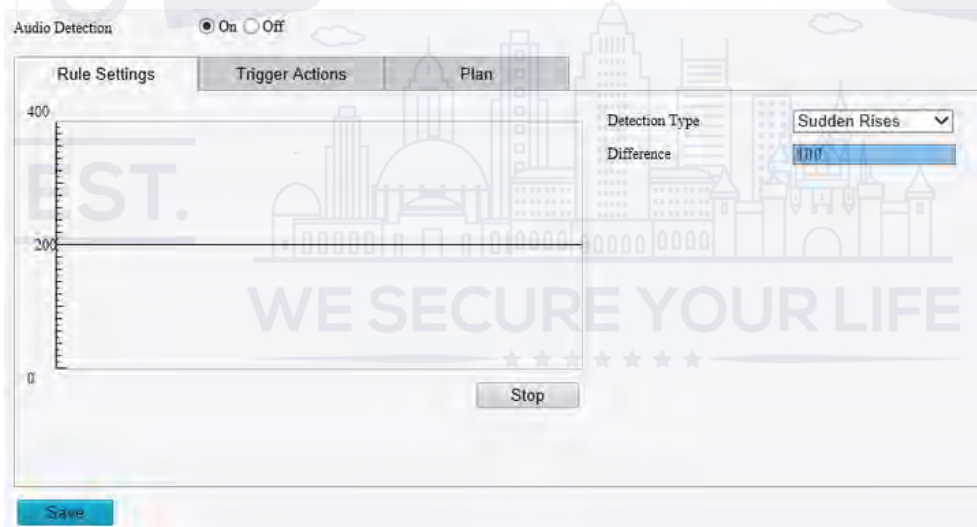 Audio Detection On Off
Rule Settings Trigger Actions Plan
400
Detection Type Sudden Rises
Difference
EST.
200
WE SECURE YOUR LIFE
0
Stop
Save